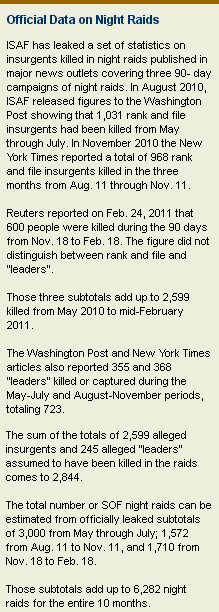 Official Data on Night Raids
ISAF has leaked a set of statistics on
insurgents killed in night raids published in
major news outlets covering three 90- day
campaigns of night raids. In August 2010,
ISAF released figures to the Washington
Post showing that 1,031 rank and file
insurgents had been killed from May
through July. In November 2010 the New
York Times reported a total of 968 rank
and file insurgents killed in the three
months from Aug. 11 through Nov. 11.
Reuters reported on Feb. 24, 2011 that
600 people were killed during the 90 days
from Nov. 18 to Feb. 18. The figure did not
distinguish between rank and file and
"leaders".
Those three subtotals add up to 2,599
killed from May 2010 to mid-February
2011.
The Washington Post and New York Times
articles also reported 355 and 368
"leaders" killed or captured during the
May-July and August-November periods,
totaling 723.
The sum of the totals of 2,599 alleged
insurgents and 245 alleged "leaders"
assumed to have been killed in the raids
comes to 2,844.
The total number or SOF night raids can be
estimated from officially leaked subtotals
of 3,000 from May through July; 1,572
from Aug. 11 to Nov. 11, and 1,710 from
Nov. 18 to Feb. 18.
Those subtotals add up to 6,282 night
raids for the entire 10 months.